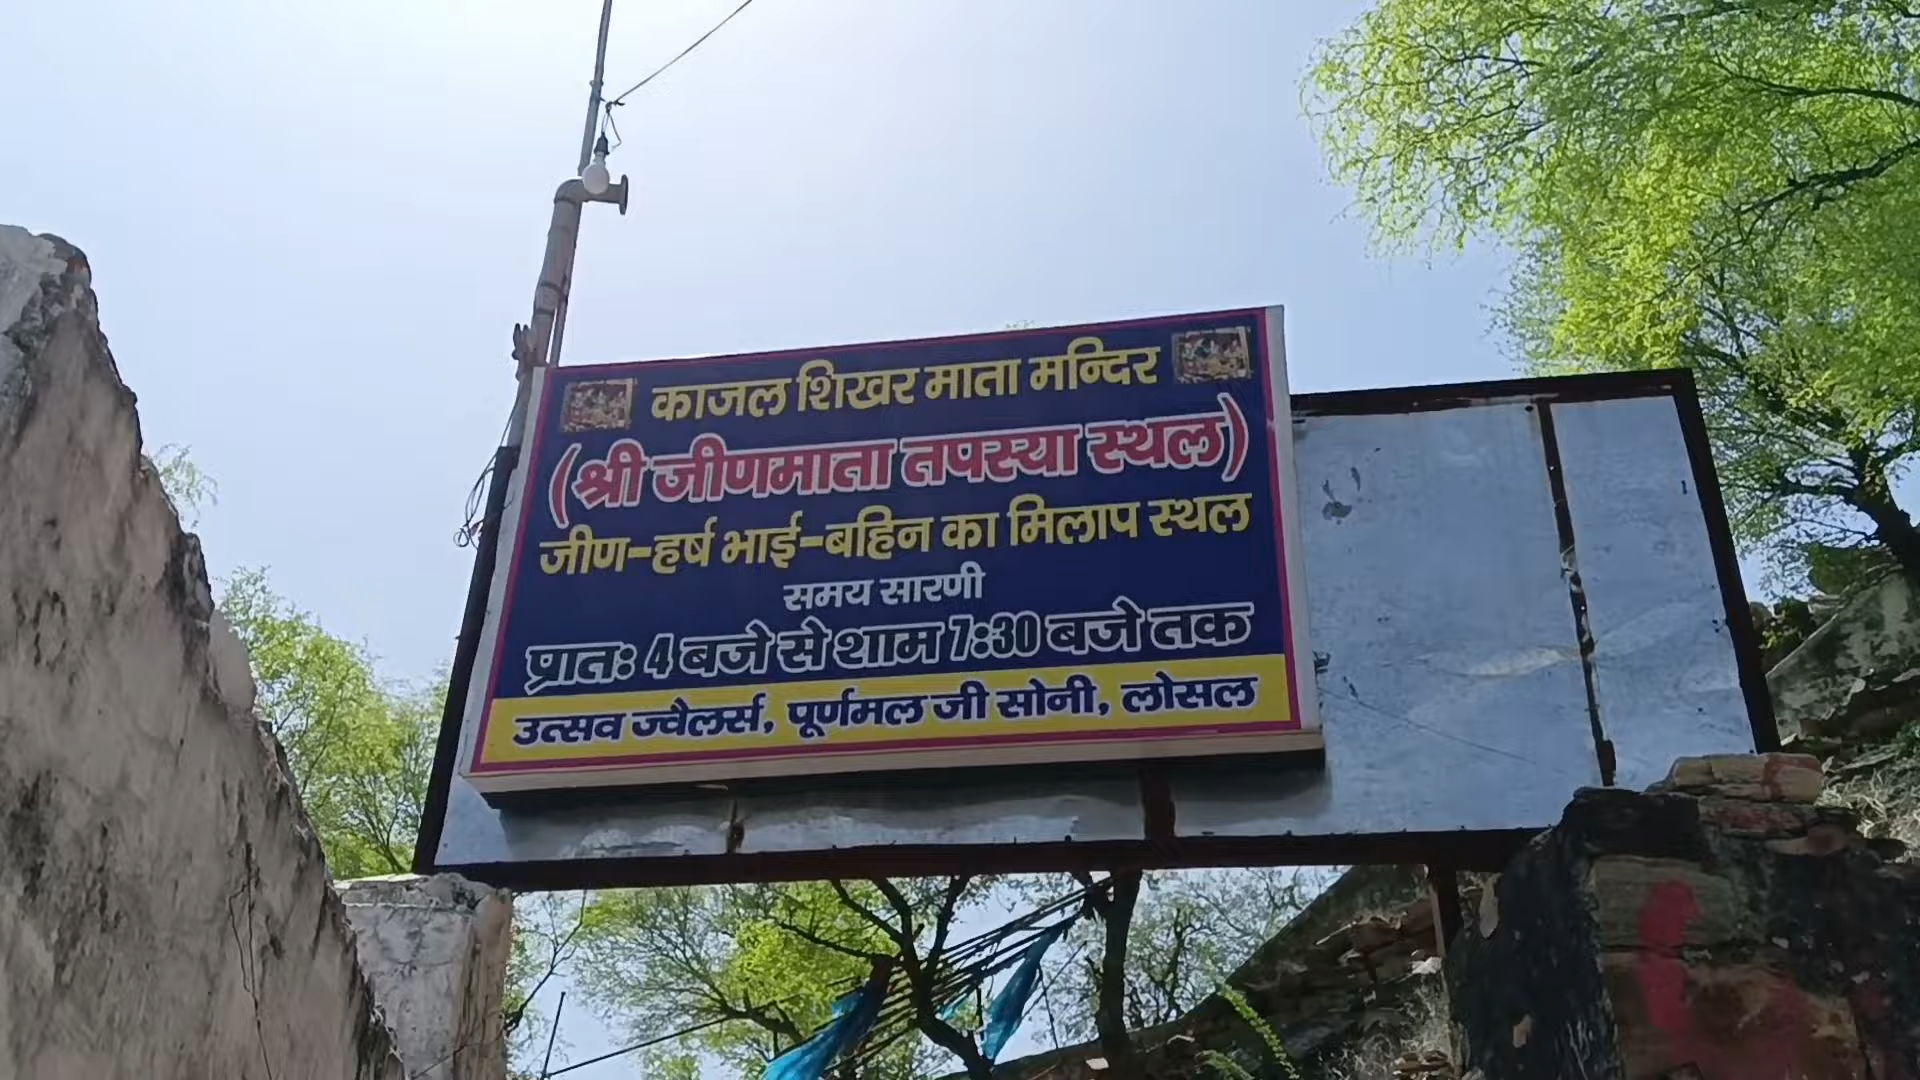 काजल शिखर माता मन्दिर
(श्री जीणमाता तपस्या स्थल)
जीण-हर्ष भाई-बहिन का मिलाप स्थल
समय सारणी
प्रातः 4 बजे से शाम 7:30 बजे तक
उत्सव ज्वैलर्स, पूर्णमल जी सोनी, लोसल